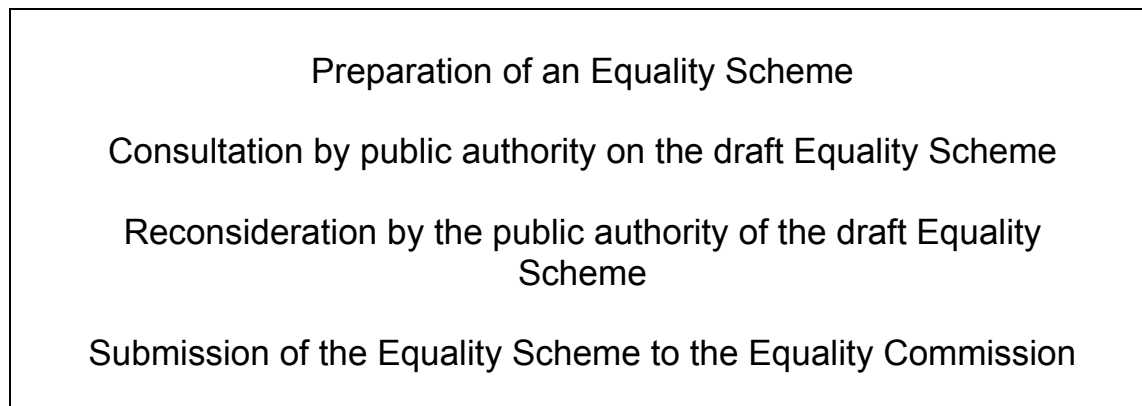 Preparation of an Equality Scheme
Consultation by public authority on the draft Equality Scheme
Reconsideration by the public authority of the draft Equality
Scheme
Submission of the Equality Scheme to the Equality Commission